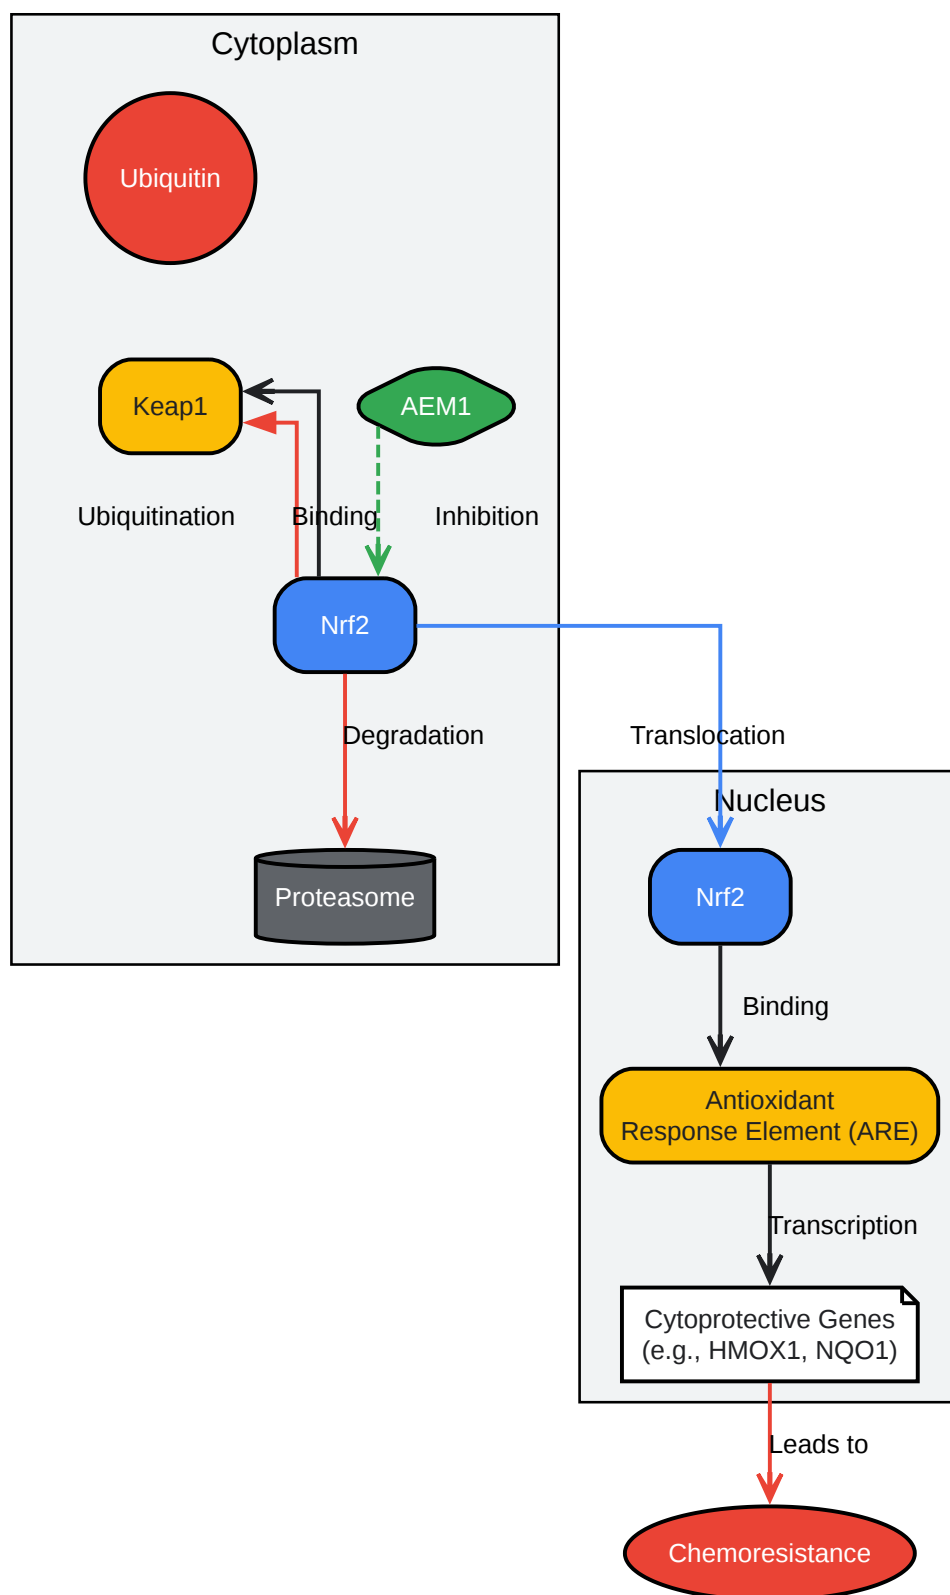 Cytoplasm
Ubiquitin
Keap1
AEM1
Ubiquitination
Binding
Inhibition
Nrf2
Degradation
Translocation
Nucleus
Proteasome
Nrf2
Binding
Antioxidant
Response Element (ARE)
Transcription
Cytoprotective Genes
(e.g., HMOX1, NQO1)
Leads to
Chemoresistance